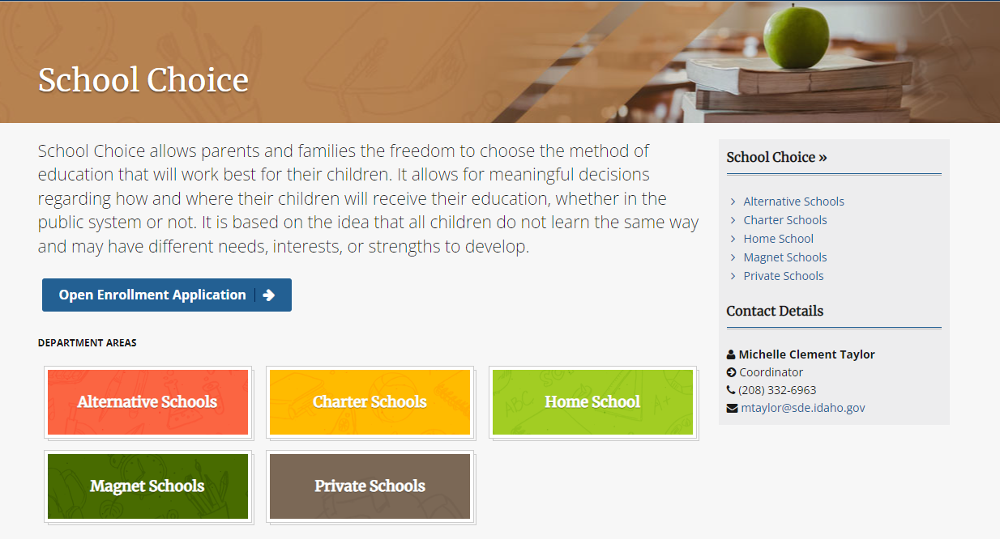 School Choice
School Choice allows parents and families the freedom to choose the method of
education that will work best for their children. It allows for meaningful decisions
regarding how and where their children will receive their education, whether in the
public system or not. It is based on the idea that all children do not learn the same way
and may have different needs, interests, or strengths to develop.
Open Enrollment Application
DEPARTMENT AREAS
Alternative Schools
Charter Schools
Home School
Magnet Schools
Private Schools
School Choice »
Alternative Schools
Charter Schools
Home School
Magnet Schools
Private Schools
Contact Details
Michelle Clement Taylor
Coordinator
(208) 332-6963
mtaylor@sde.idaho.gov